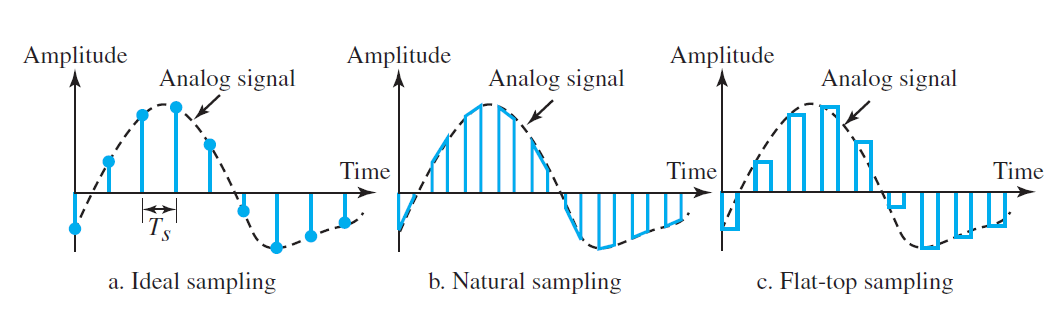 Amplitude
Analog signal
Time
Ts
a. Ideal sampling
Amplitude
Analog signal
Time
b. Natural sampling
Amplitude
Analog signal
Time
c. Flat-top sampling